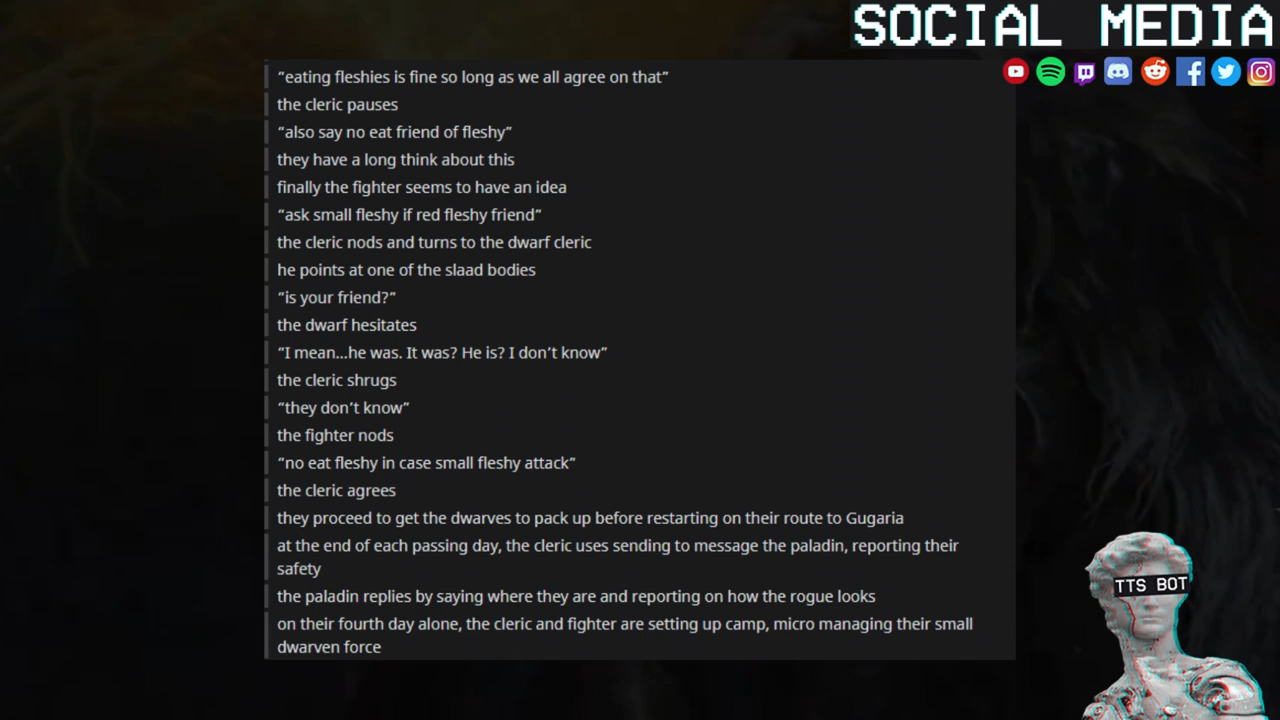 SOCIAL MEDIA
“eating fleshies is fine so long as we all agree on that”
the cleric pauses
“also say no eat friend of fleshy”
they have a long think about this
finally the fighter seems to have an idea
“ask small fleshy if red fleshy friend”
the cleric nods and turns to the dwarf cleric
he points at one of the slaad bodies
“is your friend?”
the dwarf hesitates
“I mean...he was. It was? He is? I don’t know”
the cleric shrugs
“they don’t know”
the fighter nods
“no eat fleshy in case small fleshy attack”
the cleric agrees
they proceed to get the dwarves to pack up before restarting on their route to Gugaria
at the end of each passing day, the cleric uses sending to message the paladin, reporting their
safety
the paladin replies by saying where they are and reporting on how the rogue looks
on their fourth day alone, the cleric and fighter are setting up camp, micro managing their small
dwarven force
TTS BOT